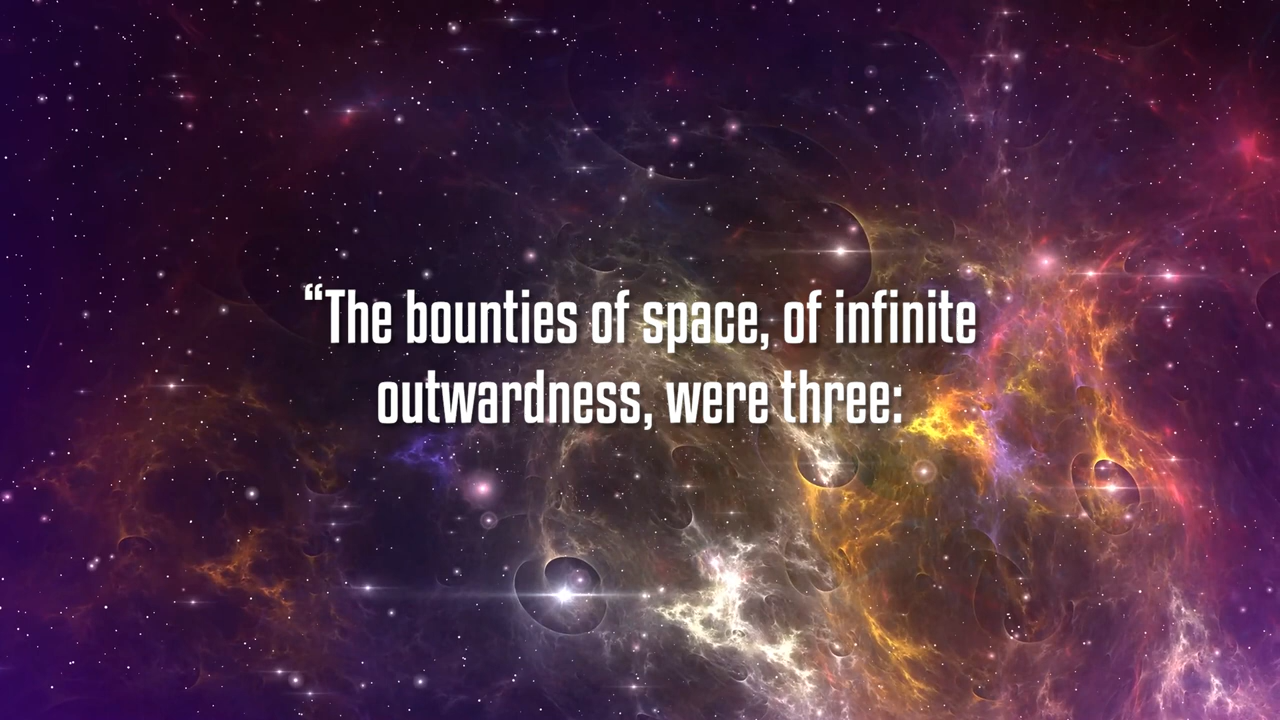 “The bounties of space, of infinite
outwardness, were three: